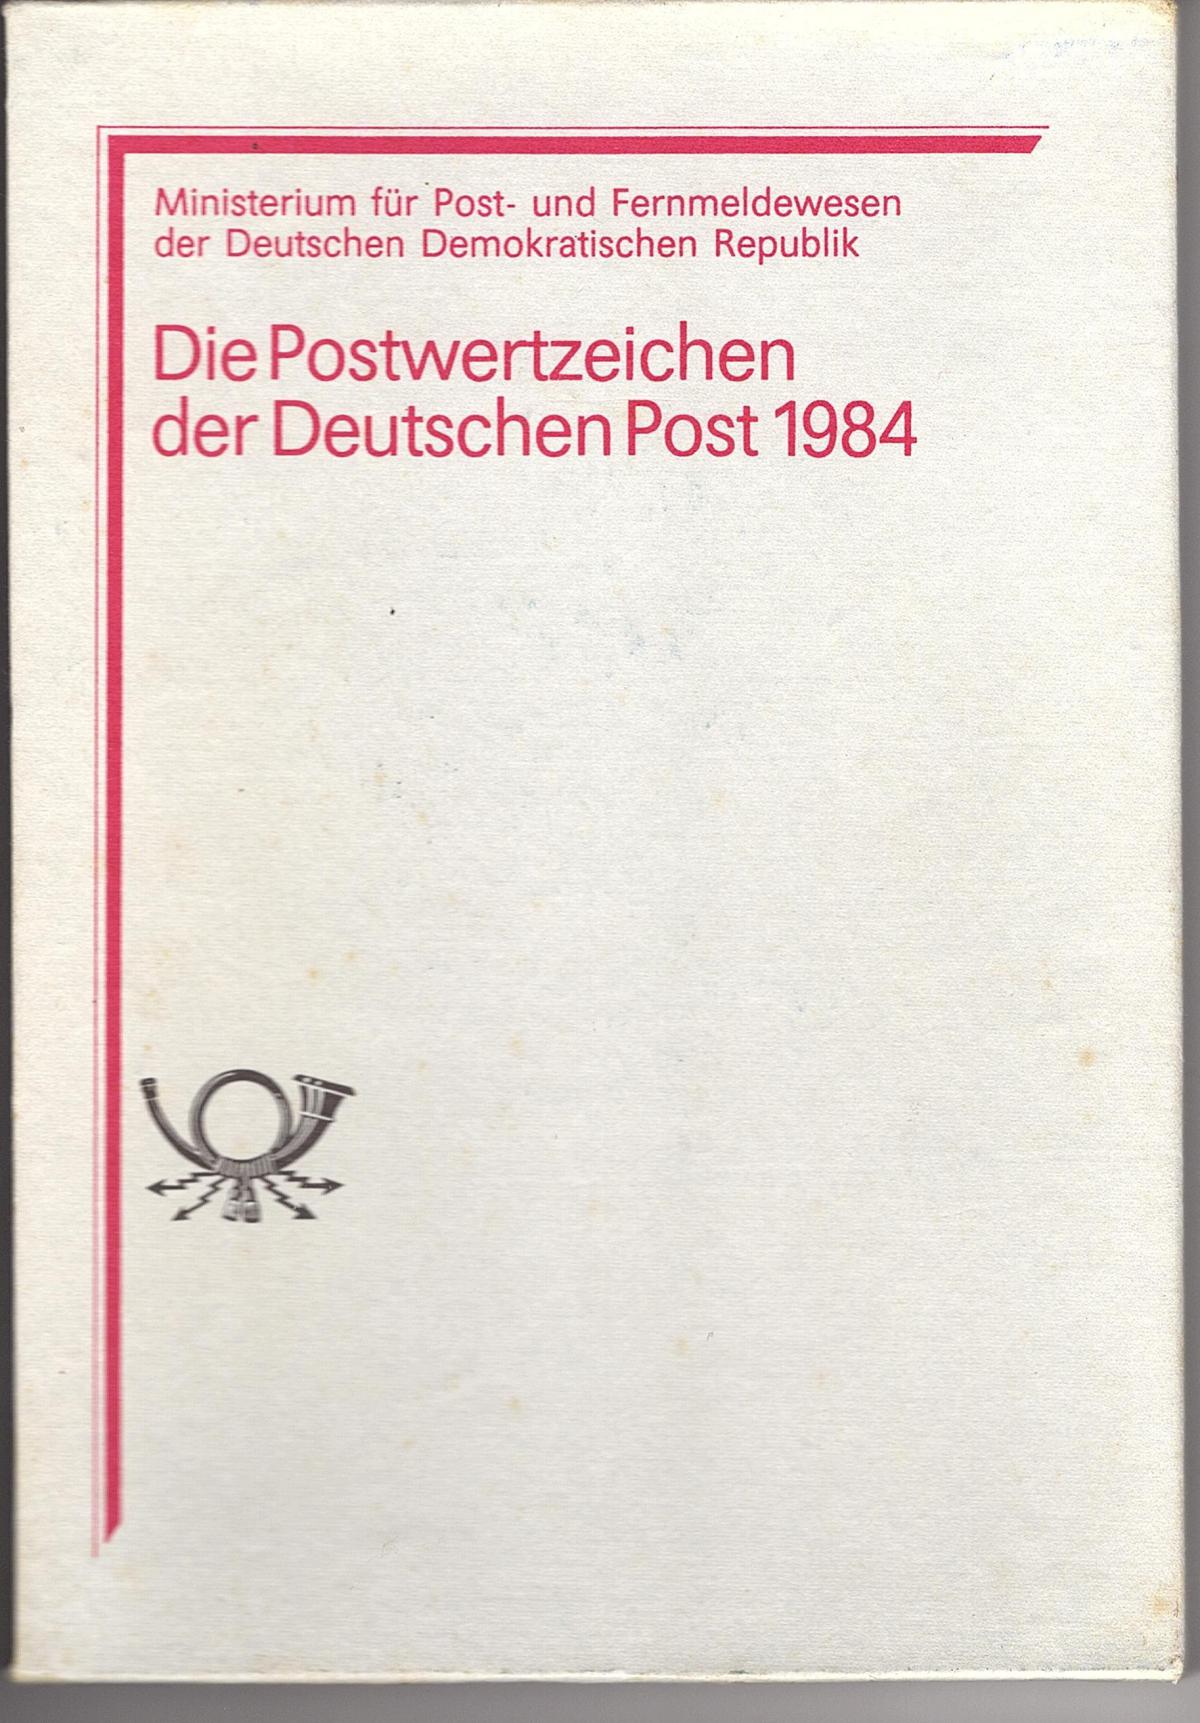 Ministerium für Post- und Fernmeldewesen
der Deutschen Demokratischen Republik
Die Postwertzeichen
der Deutschen Post 1984